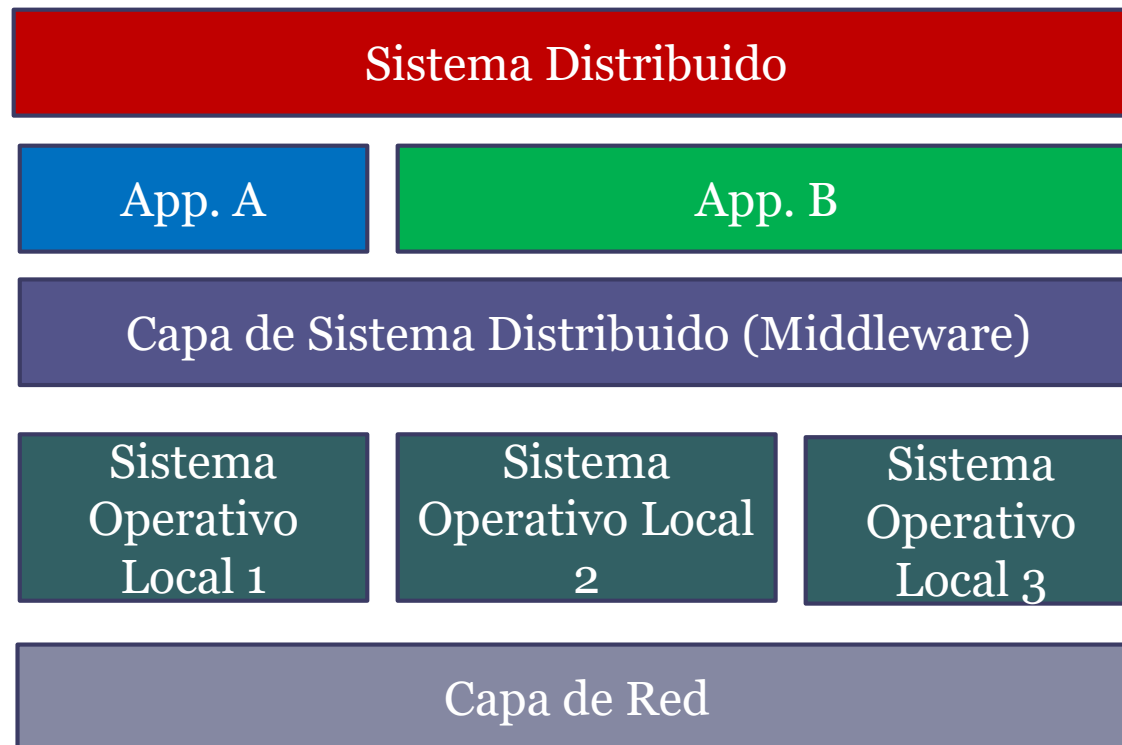 Sistema Distribuido
App. A
App. B
Capa de Sistema Distribuido (Middleware)
Sistema
Operativo
Local 1
Sistema
Operativo Local
2
Sistema
Operativo
Local 3
Capa de Red